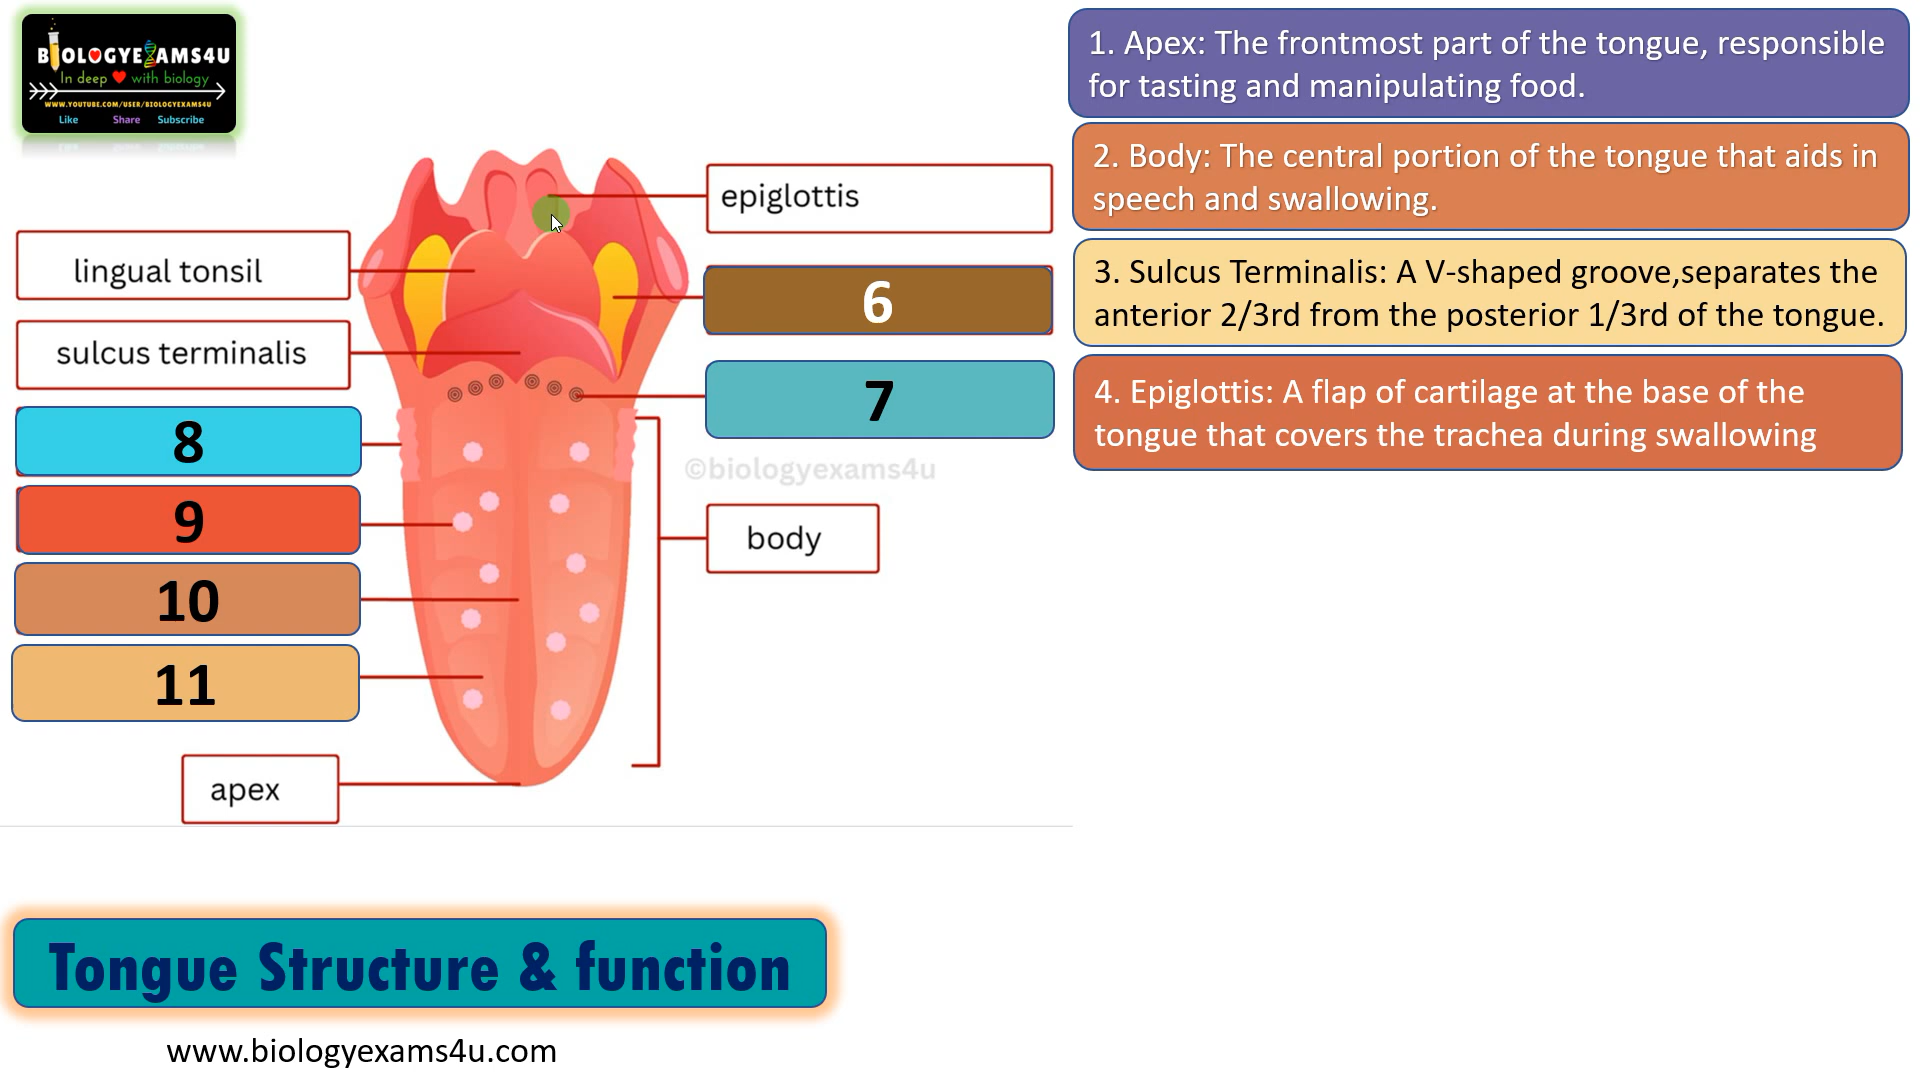 BIOLOGYEXAMS4U
In deep ❤ with biology
WWW.YOUTUBE.COM/USER/BIOLOGYEXAMS4U
Like Share Subscribe
epiglottis
lingual tonsil
6
sulcus terminalis
7
8
©biologyexams4u
9
body
10
11
apex
1. Apex: The frontmost part of the tongue, responsible
for tasting and manipulating food.
2. Body: The central portion of the tongue that aids in
speech and swallowing.
3. Sulcus Terminalis: A V-shaped groove,separates the
anterior 2/3rd from the posterior 1/3rd of the tongue.
4. Epiglottis: A flap of cartilage at the base of the
tongue that covers the trachea during swallowing
Tongue Structure & function
www.biologyexams4u.com